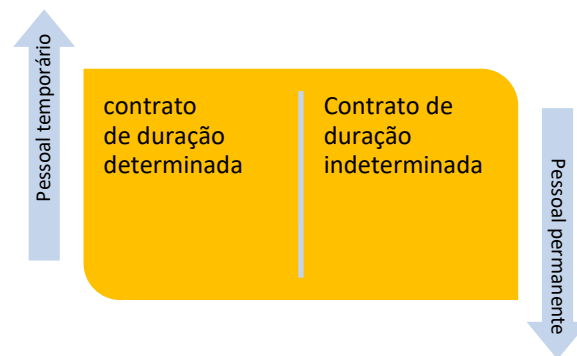 Pessoal temporário
contrato
de duração
determinada
Contrato de
duração
indeterminada
Pessoal permanente